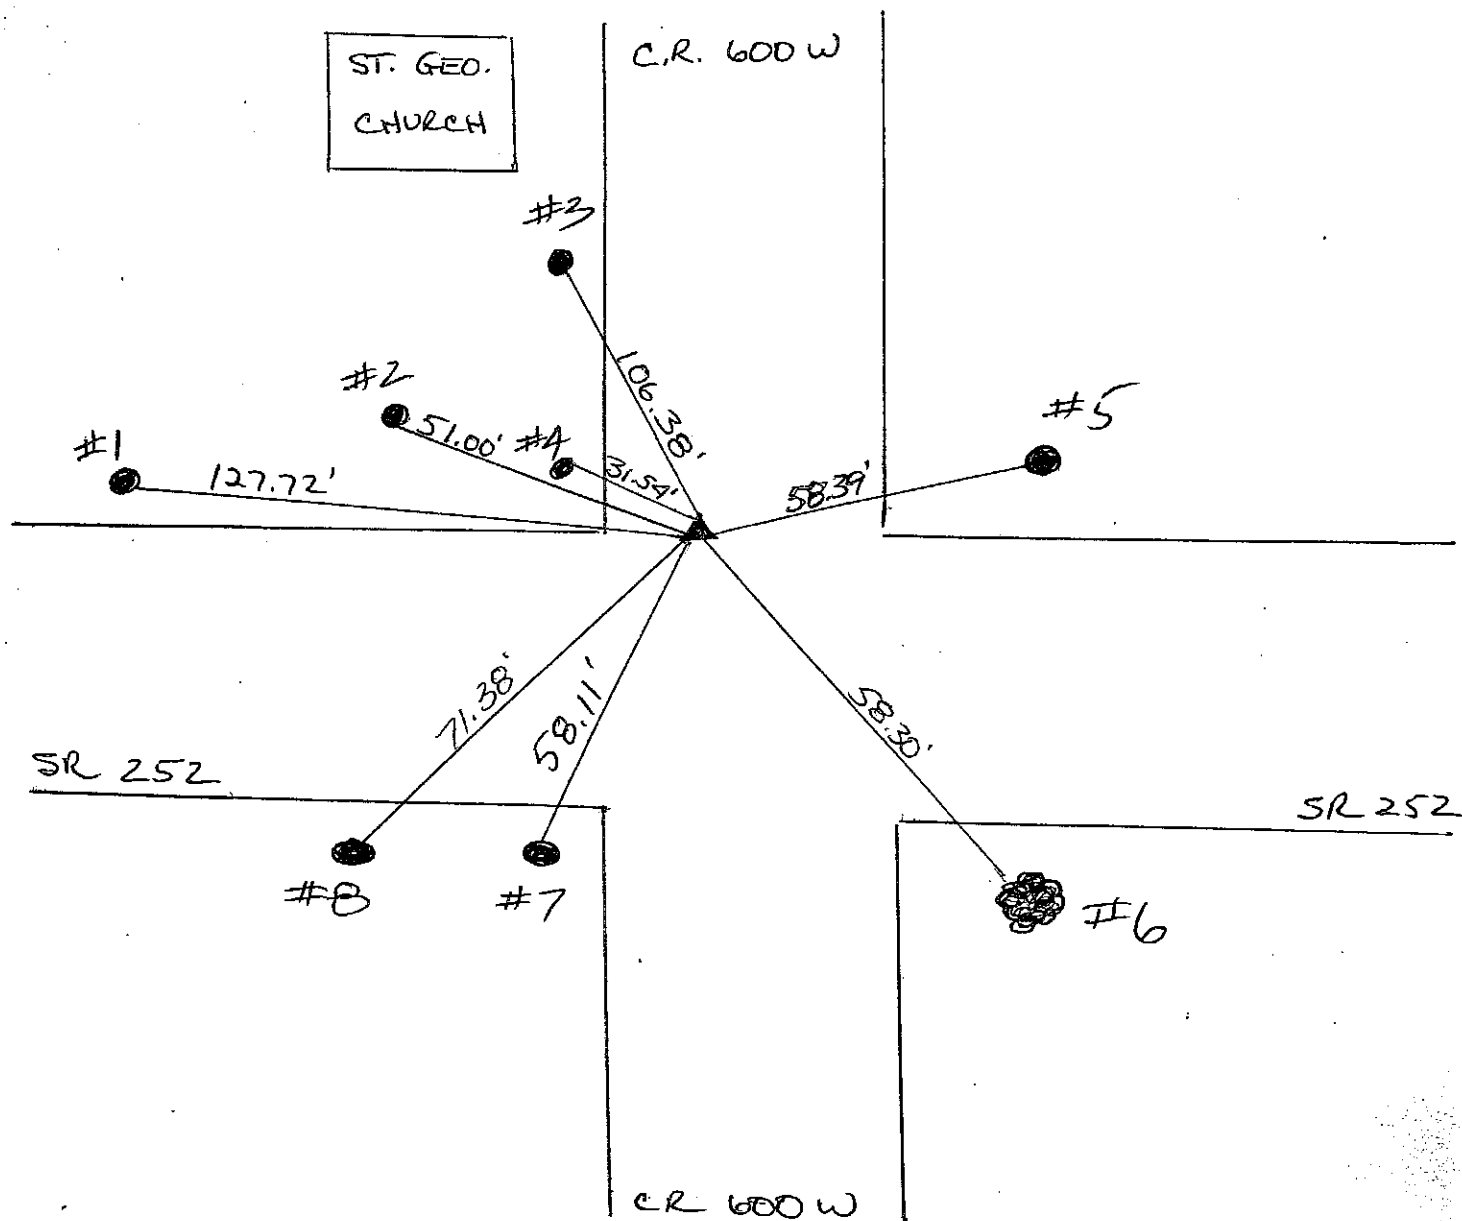 ST. GEO.
CHURCH
C.R. 600 W
#3
106.38'
#2
51.00'
#4
31.54'
#1
127.72'
#5
58.39'
71.38'
58.11'
58.30'
SR 252
SR 252
#8
#7
#6
CR 600 W